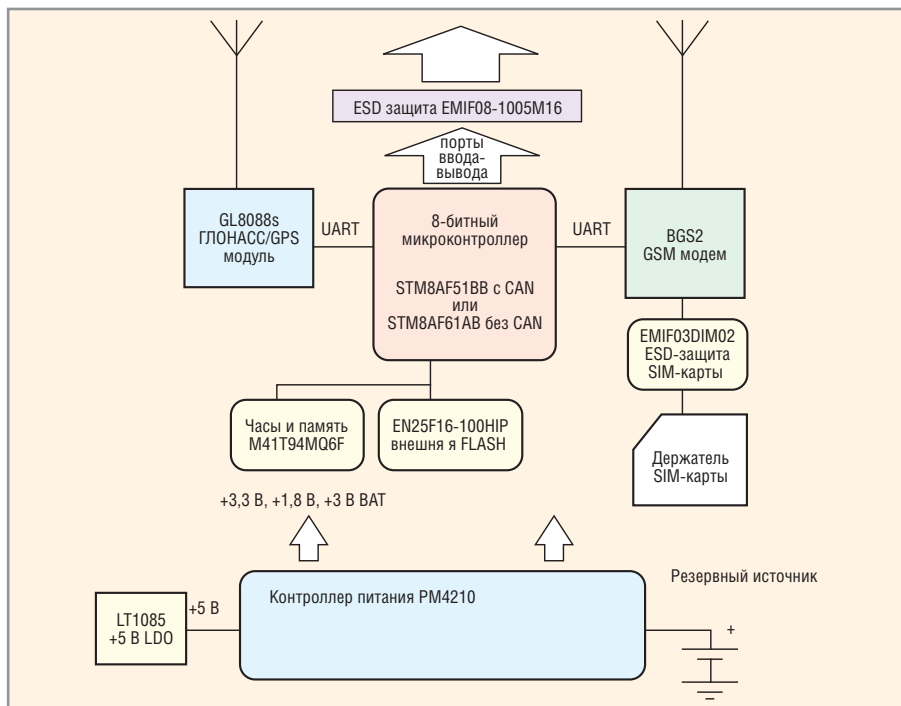 ESD защита EMIF08-1005M16
порты
ввода-
вывода
GL8088s
ГЛОНАСС/GPS
модуль
UART
8-битный
микроконтроллер
STM8AF51BB с CAN
или
STM8AF61AB без CAN
UART
BGS2
GSM модем
EMIF03DIM02
ESD-защита
SIM-карты
Часы и память
M41T94MQ6F
EN25F16-100HIP
внешня я FLASH
Держатель
SIM-карты
+3,3 В, +1,8 В, +3 В BAT
Резервный источник
Контроллер питания PM4210
LT1085
+5 В LDO
+5 В
+